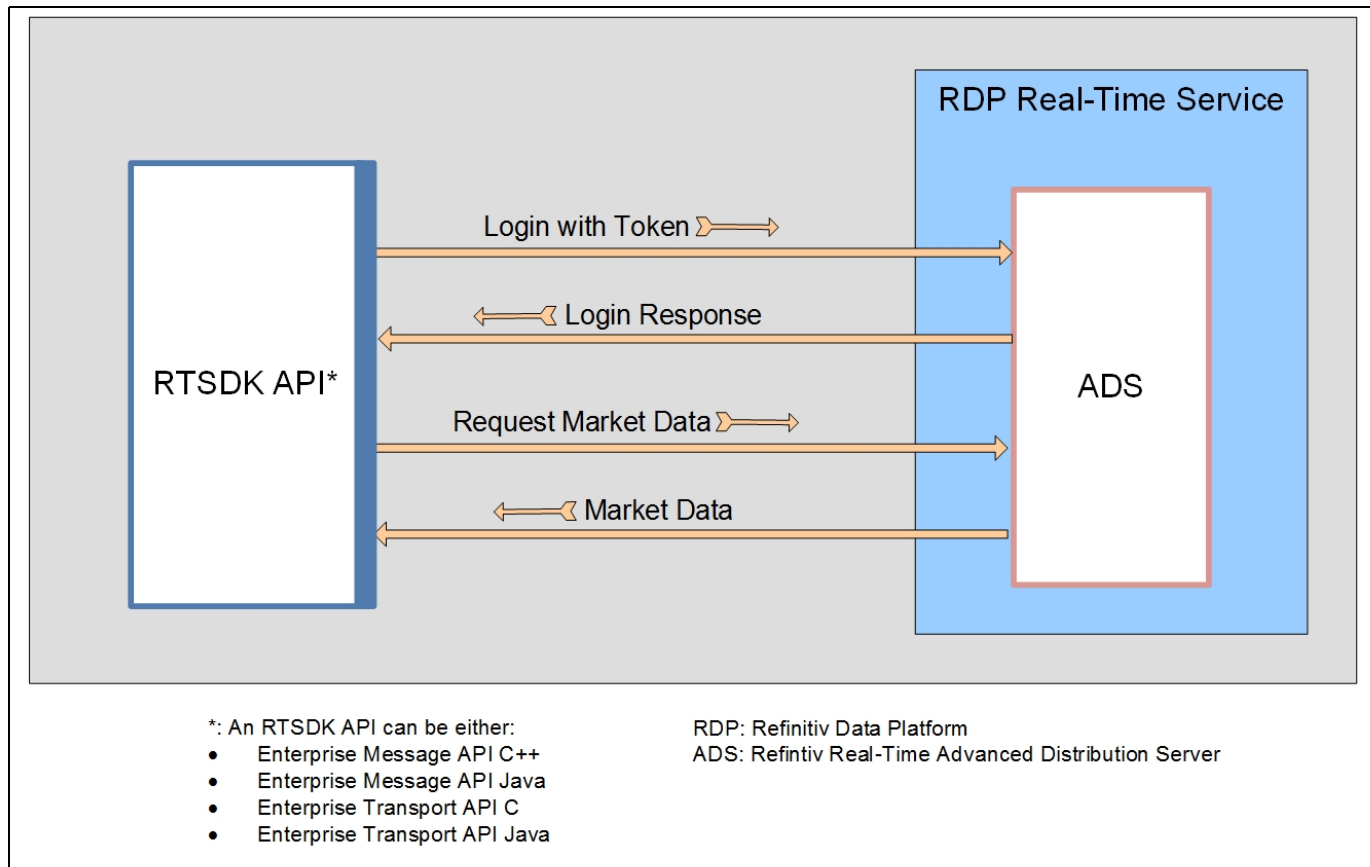 RDP Real-Time Service
Login with Token
Login Response
RTSDK API*
ADS
Request Market Data
Market Data
*: An RTSDK API can be either:
• Enterprise Message API C++
• Enterprise Message API Java
• Enterprise Transport API C
• Enterprise Transport API Java
RDP: Refinitiv Data Platform
ADS: Refintiv Real-Time Advanced Distribution Server